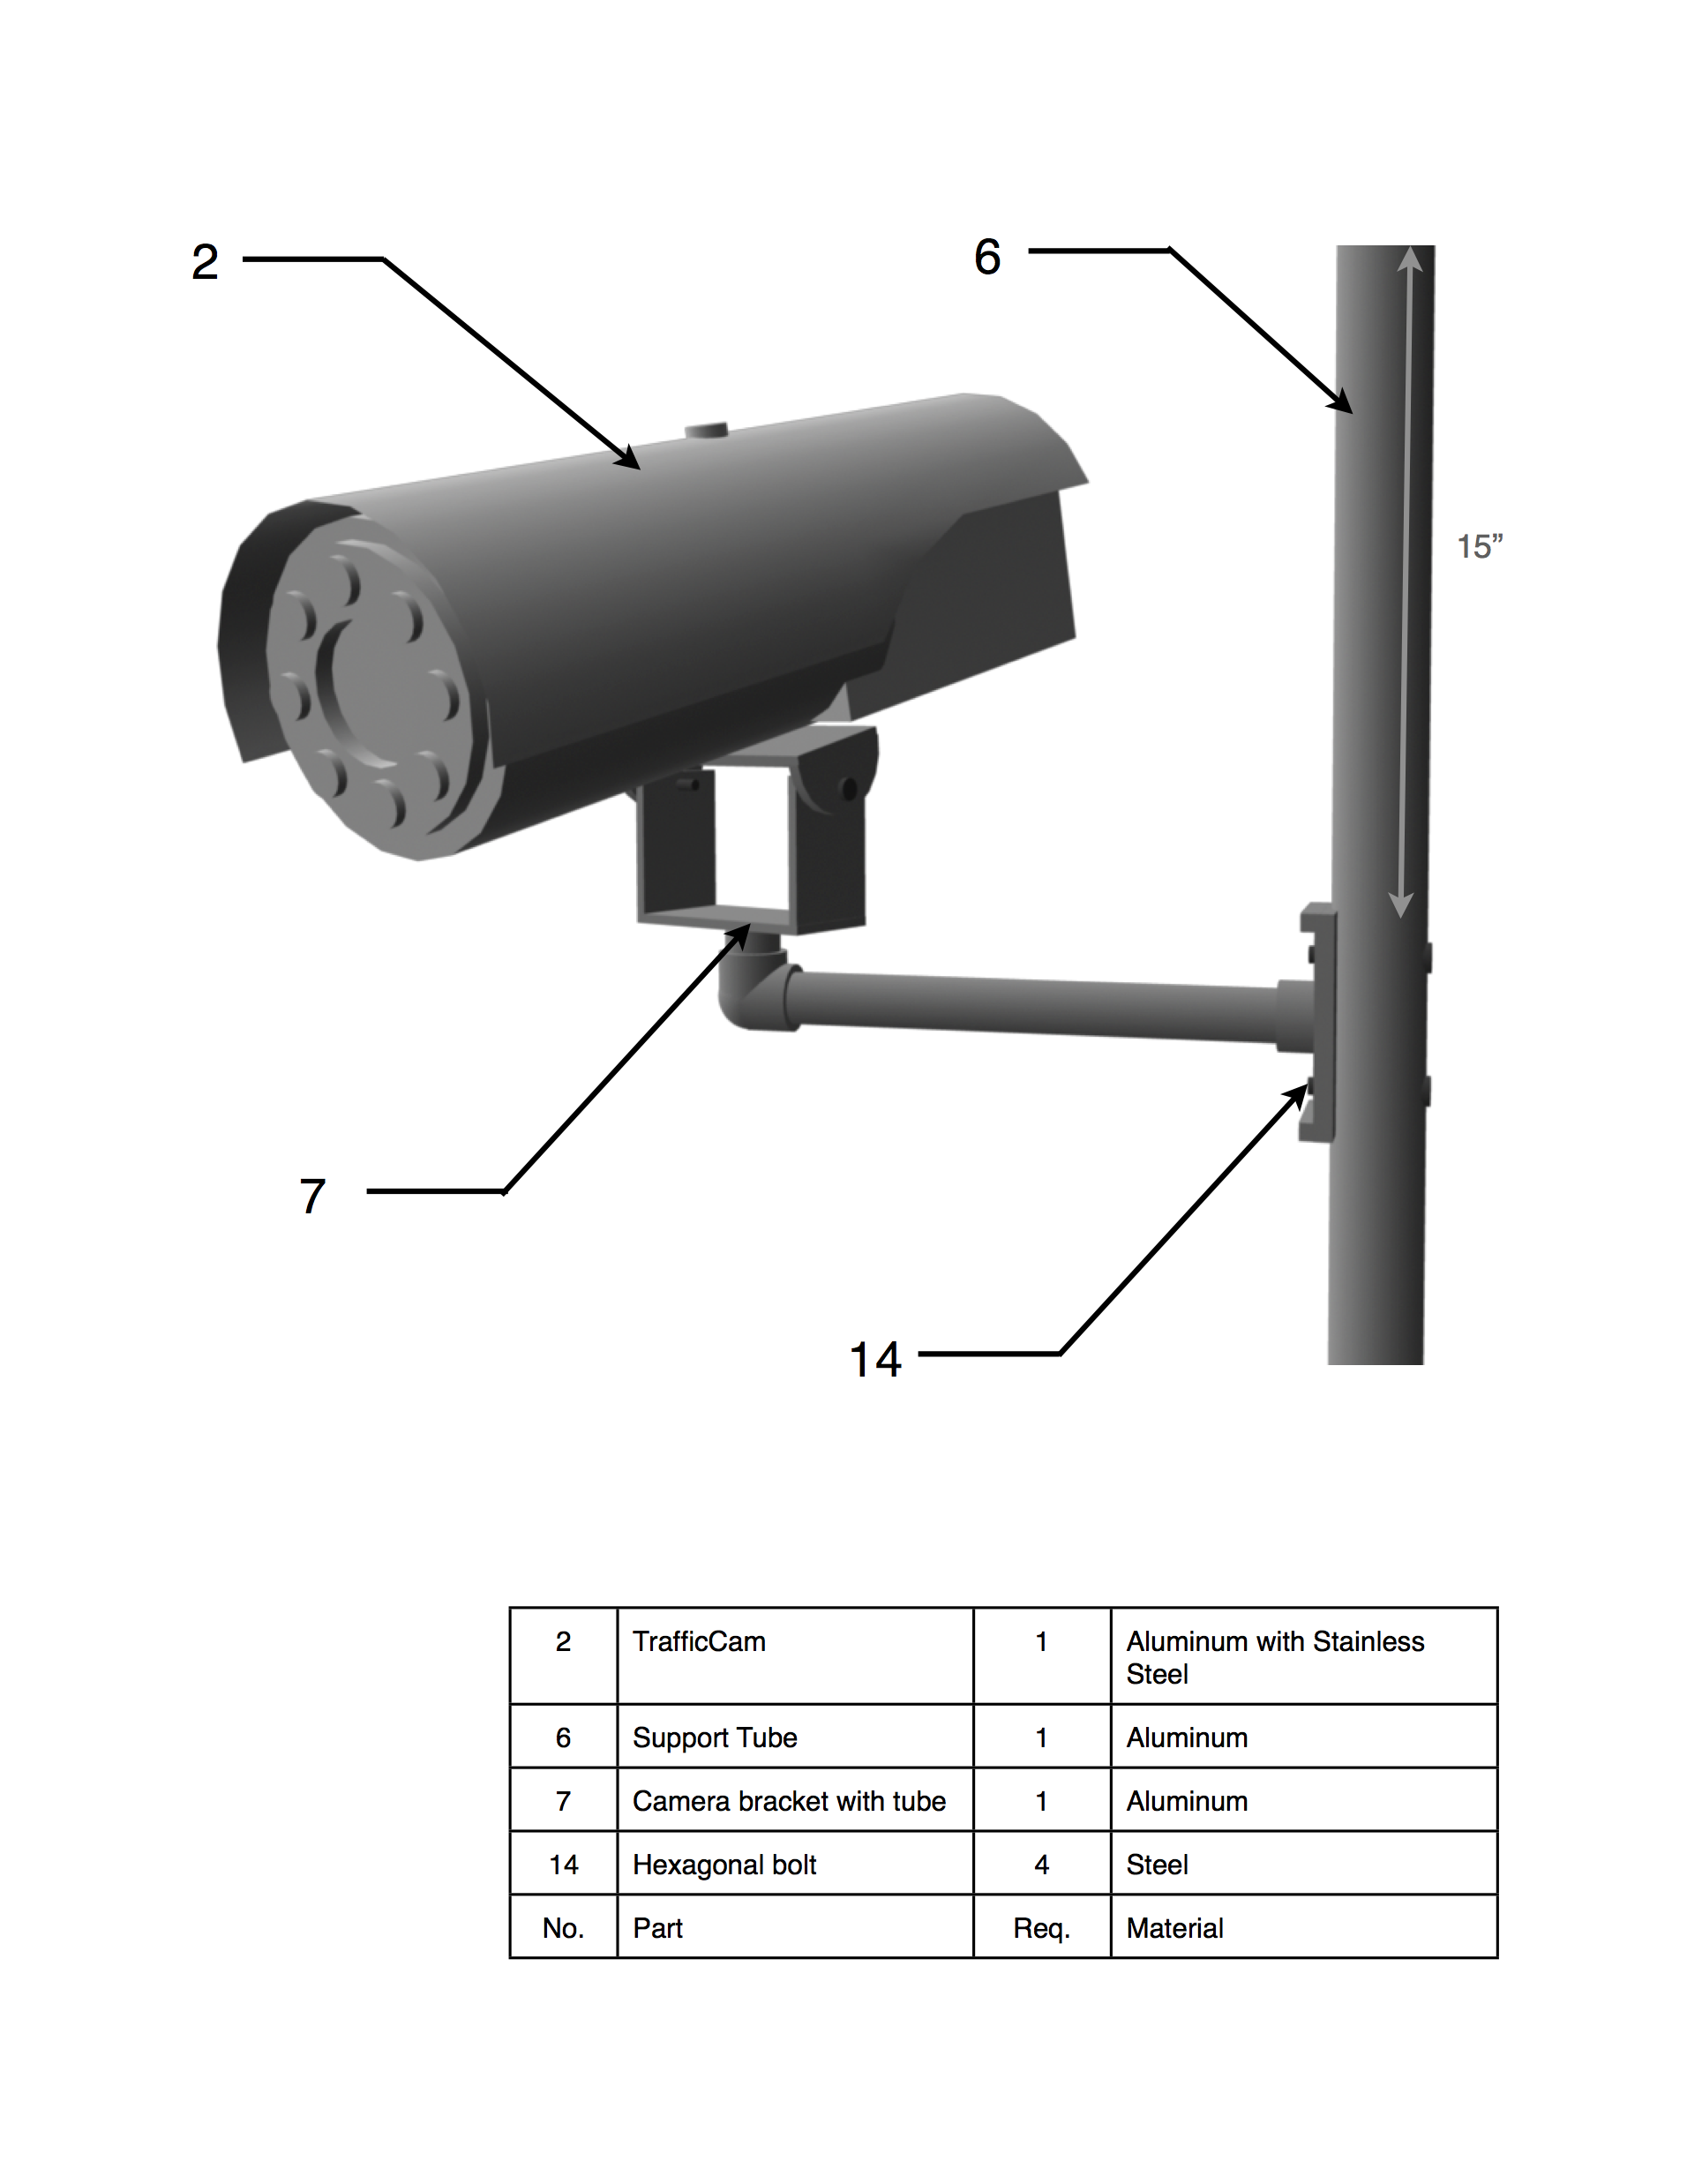 2
6
15”
7
14
2 TrafficCam 1 Aluminum with Stainless
Steel
6 Support Tube 1 Aluminum
7 Camera bracket with tube 1 Aluminum
14 Hexagonal bolt 4 Steel
No. Part Req. Material